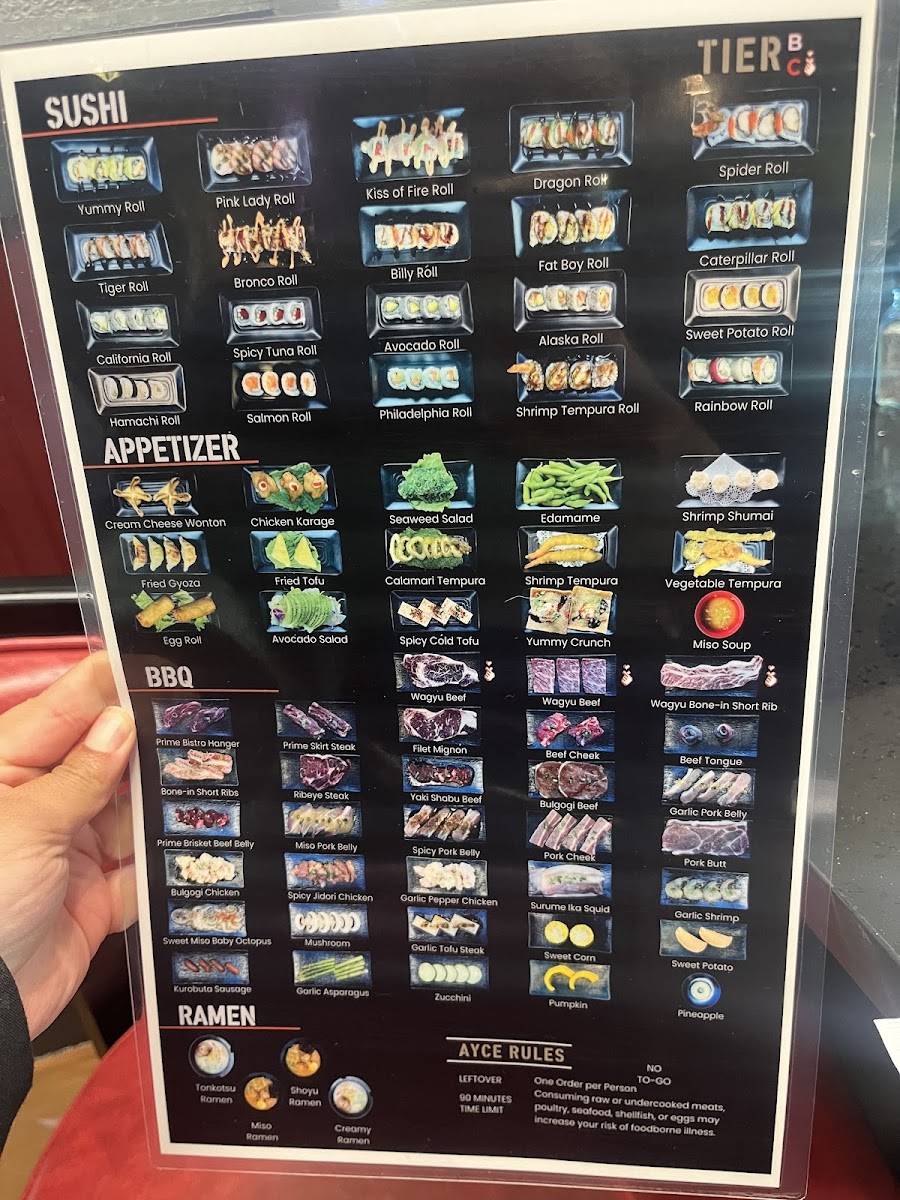 TIER B
C
SUSHI
Yummy Roll
Pink Lady Roll
Kiss of Fire Roll
Dragon Roll
Spider Roll
Tiger Roll
Bronco Roll
Billy Roll
Fat Boy Roll
Caterpillar Roll
California Roll
Spicy Tuna Roll
Avocado Roll
Alaska Roll
Sweet Potato Roll
Hamachi Roll
Salmon Roll
Philadelphia Roll
Shrimp Tempura Roll
Rainbow Roll
APPETIZER
Cream Cheese Wonton
Chicken Karage
Seaweed Salad
Edamame
Shrimp Shumai
Fried Gyoza
Fried Tofu
Calamari Tempura
Shrimp Tempura
Vegetable Tempura
Egg Roll
Avocado Salad
Spicy Cold Tofu
Yummy Crunch
Miso Soup
BBQ
Wagyu Beef
Wagyu Beef
Wagyu Bone-in Short Rib
Prime Bistro Hanger
Prime Skirt Steak
Filet Mignon
Beef Cheek
Beef Tongue
Bone-in Short Ribs
Ribeye Steak
Yaki Shabu Beef
Bulgogi Beef
Garlic Pork Belly
Prime Brisket Beef Belly
Miso Pork Belly
Spicy Pork Belly
Pork Cheek
Pork Butt
Bulgogi Chicken
Spicy Jidori Chicken
Garlic Pepper Chicken
Surume Ika Squid
Garlic Shrimp
Sweet Miso Baby Octopus
Mushroom
Garlic Tofu Steak
Sweet Corn
Sweet Potato
Kurobuta Sausage
Garlic Asparagus
Zucchini
Pumpkin
Pineapple
RAMEN
Tonkotsu
Ramen
Miso
Ramen
Shoyu
Ramen
Creamy
Ramen
AYCE RULES
LEFTOVER
90 MINUTES
TIME LIMIT
NO
TO-GO
One Order per Person
Consuming raw or undercooked meats,
poultry, seafood, shellfish, or eggs may
increase your risk of foodborne illness.